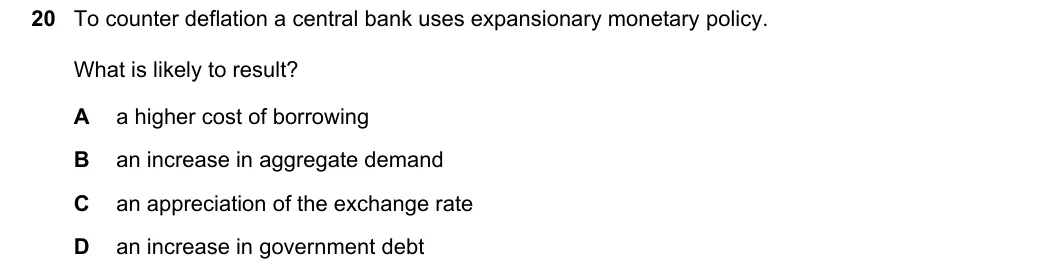 20 To counter deflation a central bank uses expansionary monetary policy.
What is likely to result?
A a higher cost of borrowing
B an increase in aggregate demand
C an appreciation of the exchange rate
D an increase in government debt